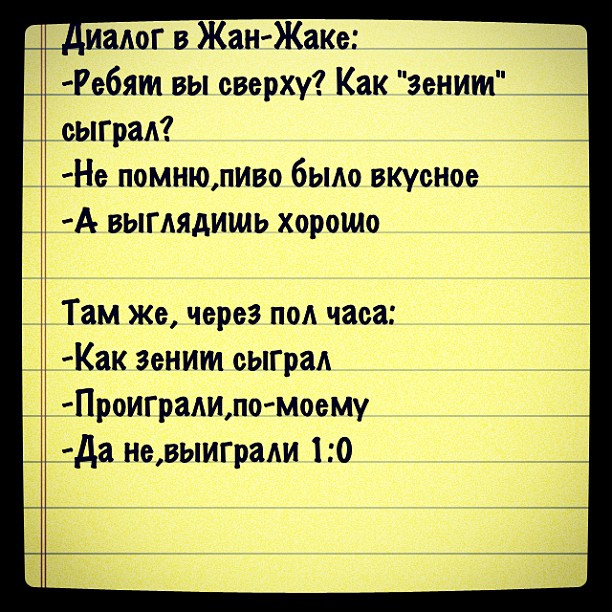 Диалог в Жан-Жаке:
-Ребят вы сверху? Как "зенит"
сыграл?
-Не помню,пиво было вкусное
-А выглядишь хорошо
Там же, через пол часа:
-Как зенит сыграл
-Проиграли,по-моему
-Да не,выиграли 1:0